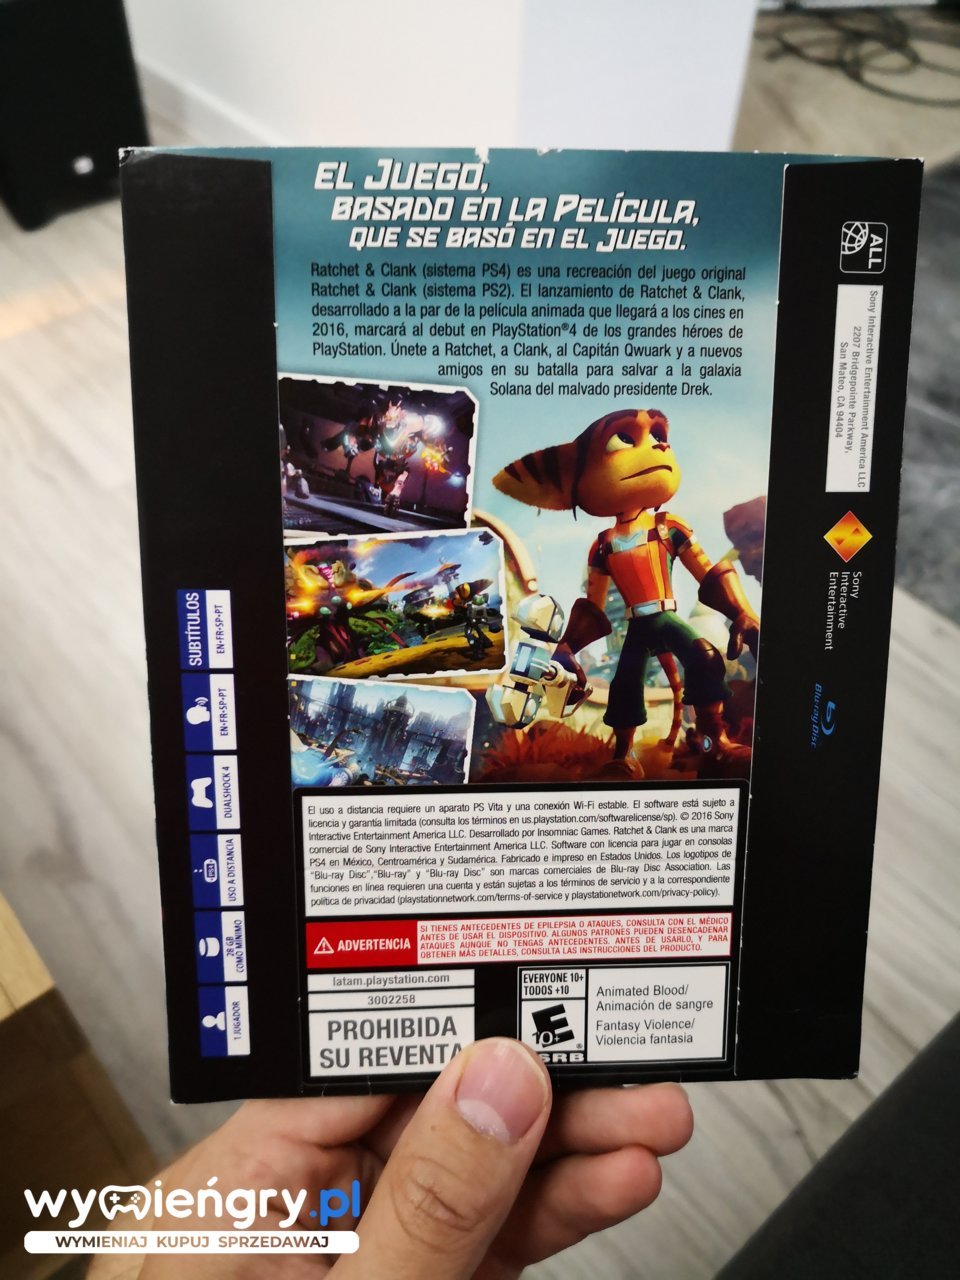 EL JUEGO,
BASADO EN LA PELÍCULA,
QUE SE BASÓ EN EL JUEGO.
Ratchet & Clank (sistema PS4) es una recreación del juego original
Ratchet & Clank (sistema PS2). El lanzamiento de Ratchet & Clank,
desarrollado a la par de la película animada que llegará a los cines en
2016, marcará el debut en PlayStation®4 de los grandes héroes de
PlayStation. Únete a Ratchet, a Clank, al Capitán Qwuark y a nuevos
amigos en su batalla para salvar a la galaxia
Solana del malvado presidente Drek.
ALL
Sony Interactive Entertainment America LLC
2207 Bridgepointe Parkway,
San Mateo, CA 94404
Sony
Interactive
Entertainment
Blu-ray Disc
SUBTÍTULOS
EN•FR•SP•PT
EN•FR•SP•PT
DUALSHOCK 4
USO A DISTANCIA
28 GB
COMO MÍNIMO
1 JUGADOR
El uso a distancia requiere un aparato PS Vita y una conexión Wi-Fi estable. El software está sujeto a
licencia y garantía limitada (consulta los términos en us.playstation.com/softwarelicense/sp). © 2016 Sony
Interactive Entertainment America LLC. Desarrollado por Insomniac Games. Ratchet & Clank es una marca
comercial de Sony Interactive Entertainment America LLC. Software con licencia para jugar en consolas
PS4 en México, Centroamérica y Sudamérica. Fabricado e impreso en Estados Unidos. Los logotipos de
“Blu-ray Disc”,“Blu-ray” y “Blu-ray Disc” son marcas comerciales de Blu-ray Disc Association. Las
funciones en línea requieren una cuenta y están sujetas a los términos de servicio y a la correspondiente
política de privacidad (playstationnetwork.com/terms-of-service y playstationnetwork.com/privacy-policy).
ADVERTENCIA
SI TIENES ANTECEDENTES DE EPILEPSIA O ATAQUES, CONSULTA CON EL MÉDICO
ANTES DE USAR EL DISPOSITIVO. ALGUNOS PATRONES PUEDEN DESENCADENAR
ATAQUES AUNQUE NO TENGAS ANTECEDENTES. ANTES DE USARLO, Y PARA
OBTENER MÁS DETALLES, CONSULTA LAS INSTRUCCIONES DEL PRODUCTO.
latam.playstation.com
3002258
PROHIBIDA
SU REVENTA
EVERYONE 10+
TODOS +10
E
10+
ESRB
Animated Blood/
Animación de sangre
Fantasy Violence/
Violencia fantasía
wymieńgry.pl
WYMIENIAJ KUPUJ SPRZEDAWAJ